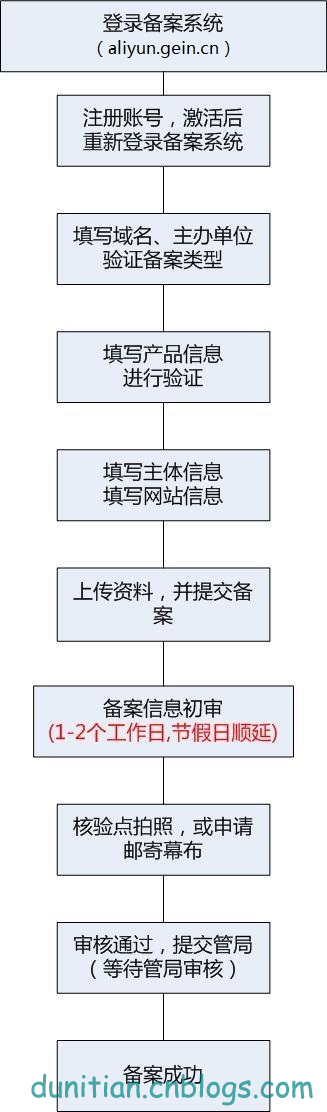 登录备案系统
（aliyun.gein.cn）
注册账号，激活后
重新登录备案系统
填写域名、主办单位
验证备案类型
填写产品信息
进行验证
填写主体信息
填写网站信息
上传资料，并提交备
案
备案信息初审
(1-2个工作日,节假日顺延)
核验点拍照，或申请
邮寄幕布
审核通过，提交管局
（等待管局审核）
备案成功
dunitian.cnblogs.com